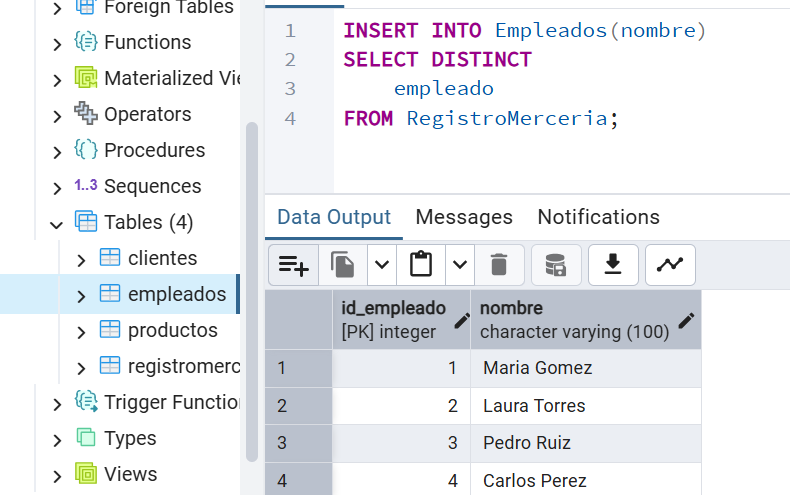 Foreign Tables
Functions
Materialized Vi
Operators
Procedures
1..3 Sequences
Tables (4)
clientes
empleados
productos
registromerc
Trigger Functio
Types
Views
1 INSERT INTO Empleados(nombre)
2 SELECT DISTINCT
3 empleado
4 FROM RegistroMerceria;
Data Output Messages Notifications
id_empleado nombre
[PK] integer character varying (100)
1 1 Maria Gomez
2 2 Laura Torres
3 3 Pedro Ruiz
4 4 Carlos Perez